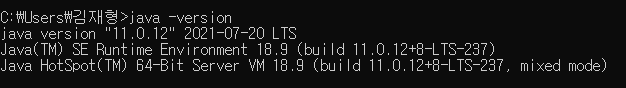 C:₩Users₩김재형>java -version
java version "11.0.12" 2021-07-20 LTS
Java(TM) SE Runtime Environment 18.9 (build 11.0.12+8-LTS-237)
Java HotSpot(TM) 64-Bit Server VM 18.9 (build 11.0.12+8-LTS-237, mixed mode)